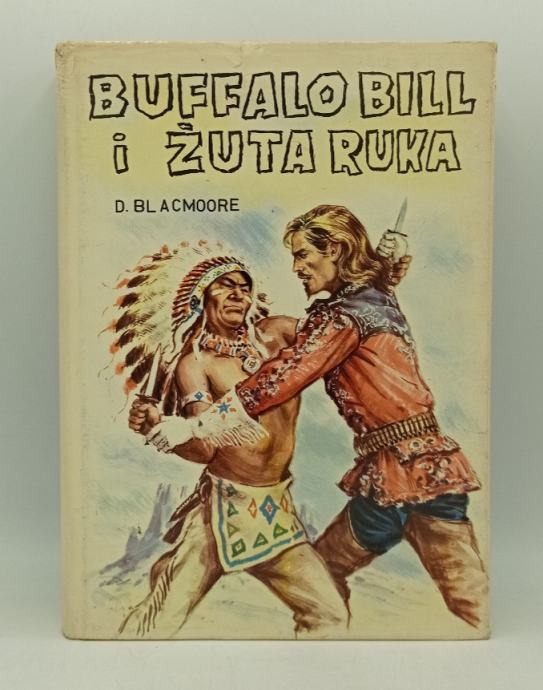 BUFFALO BILL
i ŽUTA RUKA
D. BLACMOORE